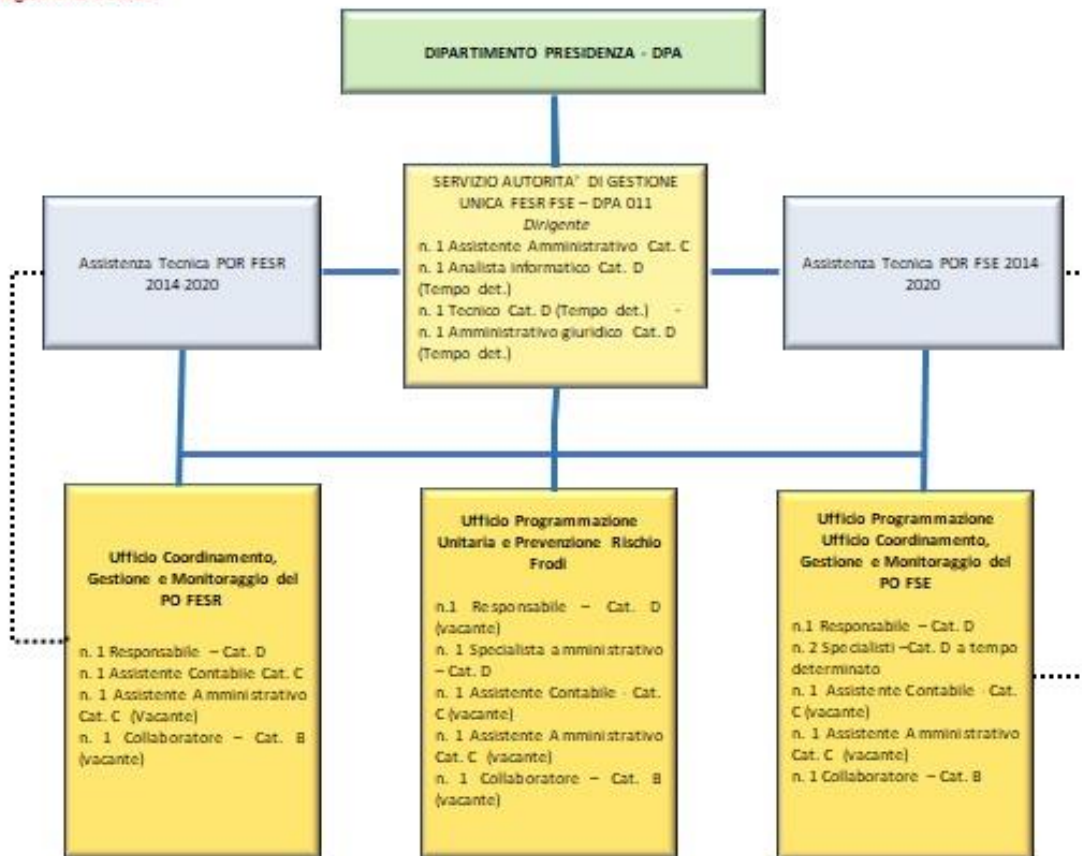 DIPARTIMENTO PRESIDENZA - DPA
SERVIZIO AUTORITA' DI GESTIONE
UNICA FESR FSE – DPA 011
Dirigente
n. 1 Assistente Amministrativo Cat. C
n. 1 Analista informatico Cat. D
(Tempo det.)
n. 1 Tecnico Cat. D (Tempo det.) -
n. 1 Amministrativo giuridico Cat. D
(Tempo det.)
Assistenza Tecnica POR FESR
2014-2020
Assistenza Tecnica POR FSE 2014-
2020
Ufficio Coordinamento,
Gestione e Monitoraggio del
PO FESR
n. 1 Responsabile – Cat. D
n. 1 Assistente Contabile Cat. C
n. 1 Assistente Amministrativo
Cat. C (Vacante)
n. 1 Collaboratore – Cat. B
(vacante)
Ufficio Programmazione
Unitaria e Prevenzione Rischio
Frodi
n.1 Responsabile – Cat. D
(vacante)
n. 1 Specialista amministrativo
– Cat. D
n. 1 Assistente Contabile - Cat.
C (vacante)
n. 1 Assistente Amministrativo
Cat. C (vacante)
n. 1 Collaboratore – Cat. B
(vacante)
Ufficio Programmazione
Ufficio Coordinamento,
Gestione e Monitoraggio del
PO FSE
n.1 Responsabile – Cat. D
n. 2 Specialisti –Cat. D a tempo
determinato
n. 1 Assistente Contabile - Cat.
C (vacante)
n. 1 Assistente Amministrativo
Cat. C (vacante)
n. 1 Collaboratore – Cat. B